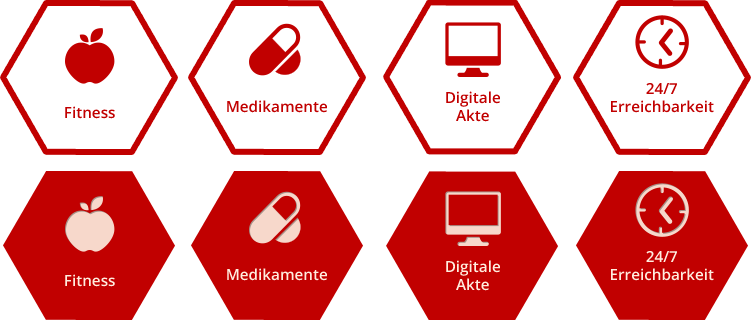 Fitness
Medikamente
Digitale
Akte
24/7
Erreichbarkeit
Fitness
Medikamente
Digitale
Akte
24/7
Erreichbarkeit